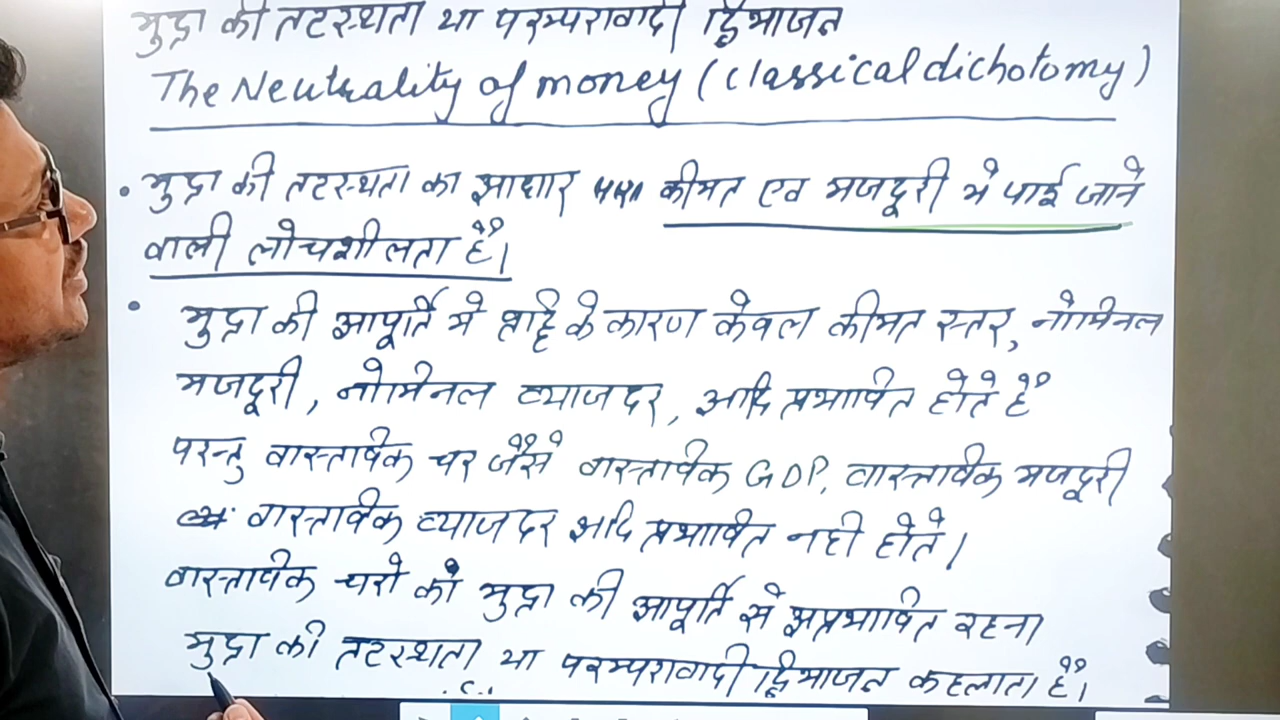 मुद्रा की तटस्थता या परम्परावादी द्विभाजन
The Neutrality of money (classical dichotomy)
मुद्रा की तटस्थता का आधार कीमत एव मजदूरी मे पाई जाने
वाली लोचशीलता है।
मुद्रा की आपूर्ति मे वृद्धि के कारण केवल कीमत स्तर, नोमिनल
मजदूरी, नोमिनल ब्याजदर, आदि प्रभावित होते है
परन्तु वास्तविक चर जैसे वास्तविक GDP, वास्तविक मजदूरी
वास्तविक ब्याजदर आदि प्रभावित नही होते।
वास्तविक चरो का मुद्रा की आपूर्ति से अप्रभावित रहना
मुद्रा की तटस्थता या परम्परावादी द्विभाजन कहलाता है।